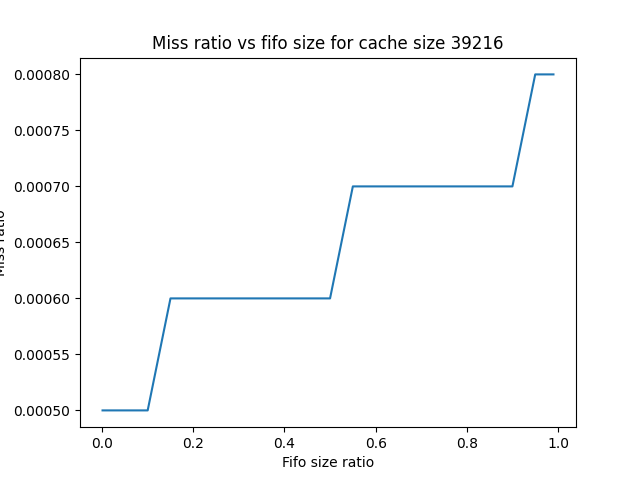 Miss ratio vs fifo size for cache size 39216
0.00080
0.00075
0.00070
0.00065
0.00060
0.00055
0.00050
Miss ratio
0.0 0.2 0.4 0.6 0.8 1.0
Fifo size ratio